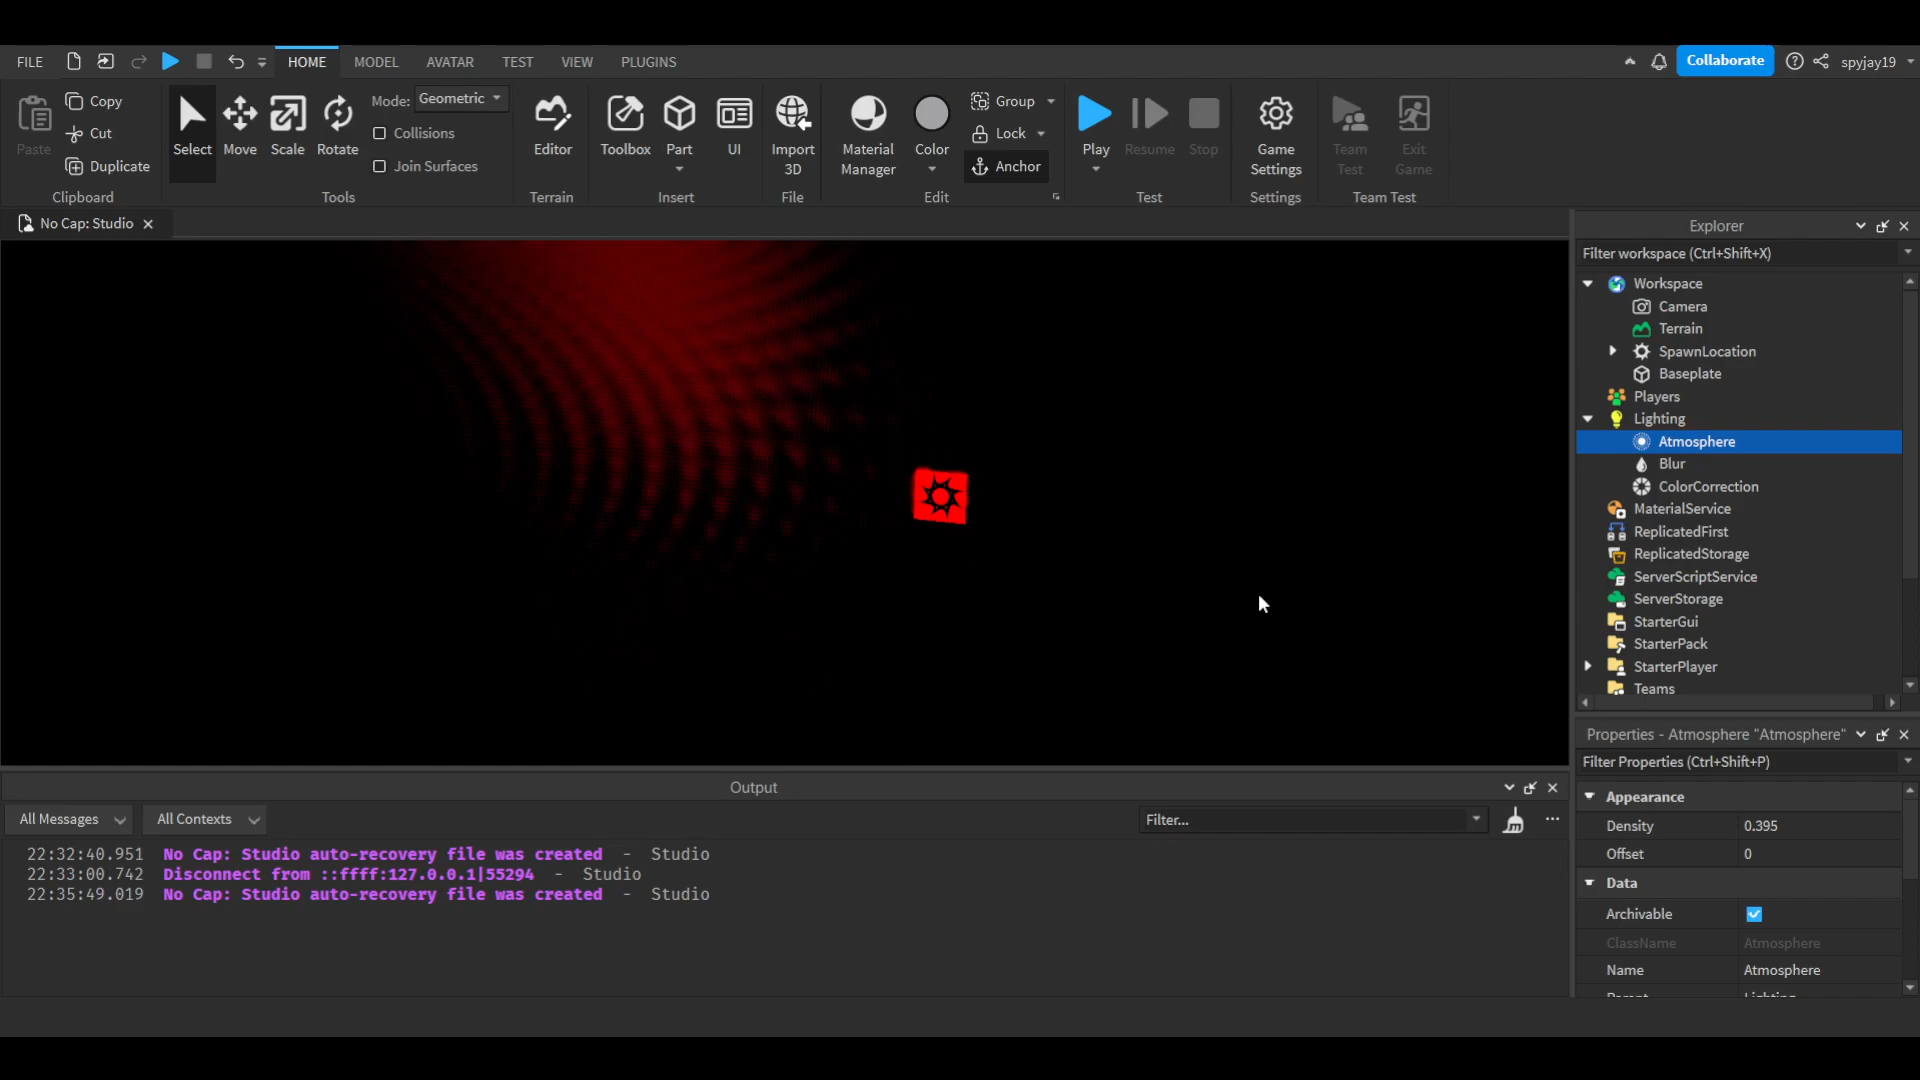 FILE HOME MODEL AVATAR TEST VIEW PLUGINS Collaborate spyjay19
Paste Copy Cut Duplicate Clipboard
Select Move Scale Rotate Mode: Geometric Collisions Join Surfaces Tools
Editor Terrain
Toolbox Part UI Insert
Import 3D File
Material Manager Color Group Lock Anchor Edit
Play Resume Stop Test
Game Settings Settings
Team Test Exit Game Team Test
No Cap: Studio
Explorer
Filter workspace (Ctrl+Shift+X)
Workspace
Camera
Terrain
SpawnLocation
Baseplate
Players
Lighting
Atmosphere
Blur
ColorCorrection
MaterialService
ReplicatedFirst
ReplicatedStorage
ServerScriptService
ServerStorage
StarterGui
StarterPack
StarterPlayer
Teams
Properties - Atmosphere "Atmosphere"
Filter Properties (Ctrl+Shift+P)
Appearance
Density 0.395
Offset 0
Data
Archivable
ClassName Atmosphere
Name Atmosphere
Parent Lighting
Output
All Messages All Contexts Filter...
22:32:40.951 No Cap: Studio auto-recovery file was created - Studio
22:33:00.742 Disconnect from ::ffff:127.0.0.1|55294 - Studio
22:35:49.019 No Cap: Studio auto-recovery file was created - Studio